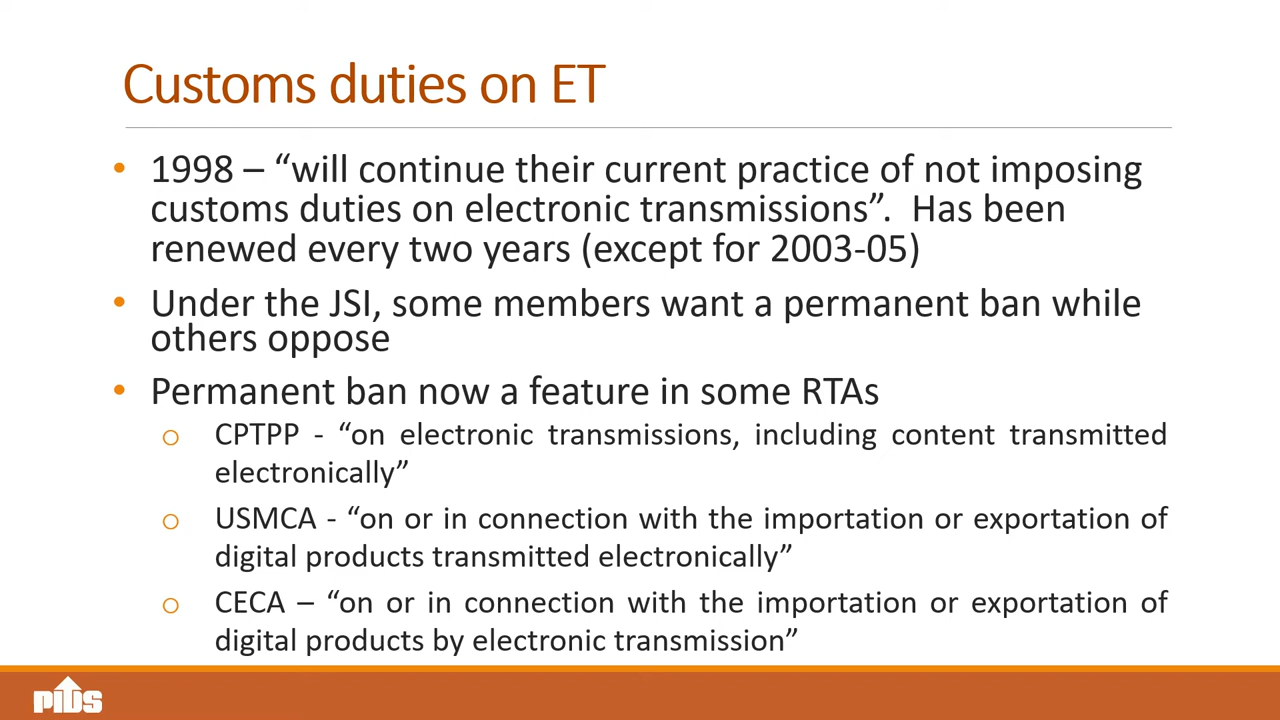 Customs duties on ET
• 1998 – “will continue their current practice of not imposing
customs duties on electronic transmissions”.  Has been
renewed every two years (except for 2003-05)
• Under the JSI, some members want a permanent ban while
others oppose
• Permanent ban now a feature in some RTAs
o CPTPP - “on electronic transmissions, including content transmitted
electronically”
o USMCA - “on or in connection with the importation or exportation of
digital products transmitted electronically”
o CECA – “on or in connection with the importation or exportation of
digital products by electronic transmission”
PIDS